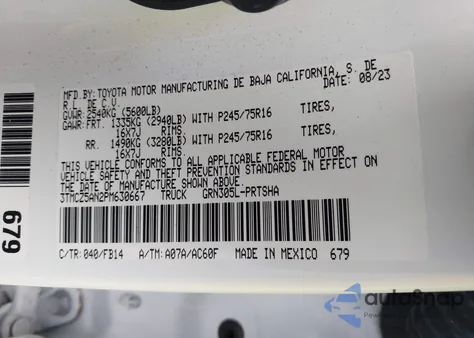 MFD.BY: TOYOTA MOTOR MANUFACTURING DE BAJA CALIFORNIA, S. DE
R.L. DE C.V. DATE: 08/23
GVWR: 2540KG (5600LB)
GAWR: FRT. 1335KG (2940LB) WITH P245/75R16 TIRES,
16X7J RIMS
RR. 1490KG (3280LB) WITH P245/75R16 TIRES,
16X7J RIMS
THIS VEHICLE CONFORMS TO ALL APPLICABLE FEDERAL MOTOR
VEHICLE SAFETY AND THEFT PREVENTION STANDARDS IN EFFECT ON
THE DATE OF MANUFACTURE SHOWN ABOVE
3TMCZ5AN2PM630667 TRUCK GRN305L-PRTSHA
C/TR: 040/FB14 A/TM: A07A/AC60F MADE IN MEXICO 679
679
autoSnap